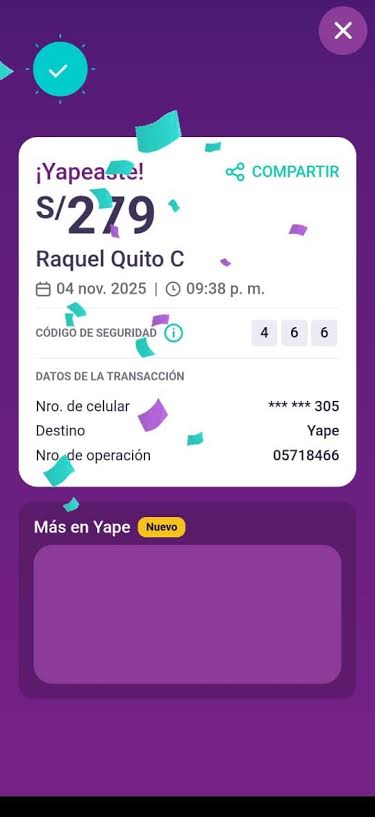 ¡Yapeaste!
COMPARTIR
S/279
Raquel Quito C
04 nov. 2025 | 09:38 p. m.
CÓDIGO DE SEGURIDAD 4 6 6
DATOS DE LA TRANSACCIÓN
Nro. de celular *** *** 305
Destino Yape
Nro. de operación 05718466
Más en Yape Nuevo